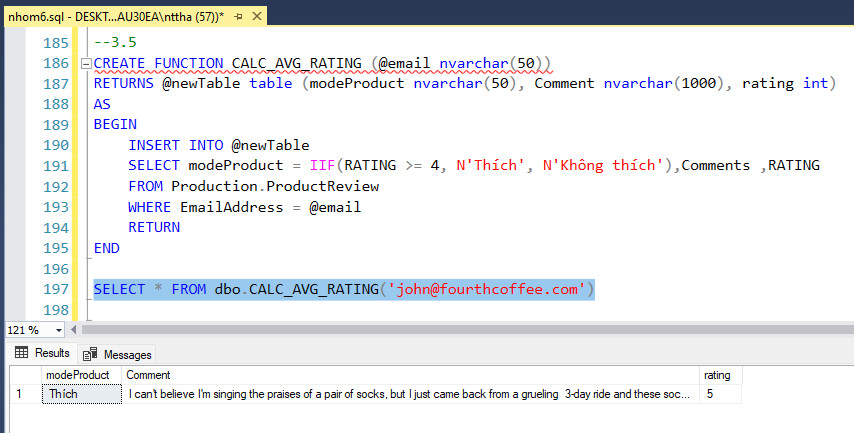 nhom6.sql - DESKT...AU30EA\nttha (57))*
185 --3.5
186 CREATE FUNCTION CALC_AVG_RATING (@email nvarchar(50))
187 RETURNS @newTable table (modeProduct nvarchar(50), Comment nvarchar(1000), rating int)
188 AS
189 BEGIN
190 INSERT INTO @newTable
191 SELECT modeProduct = IIF(RATING >= 4, N'Thích', N'Không thích'),Comments ,RATING
192 FROM Production.ProductReview
193 WHERE EmailAddress = @email
194 RETURN
195 END
196
197 SELECT * FROM dbo.CALC_AVG_RATING('john@fourthcoffee.com')
198
121 %
Results Messages
modeProduct Comment rating
1 Thích I can't believe I'm singing the praises of a pair of socks, but I just came back from a grueling 3-day ride and these soc... 5